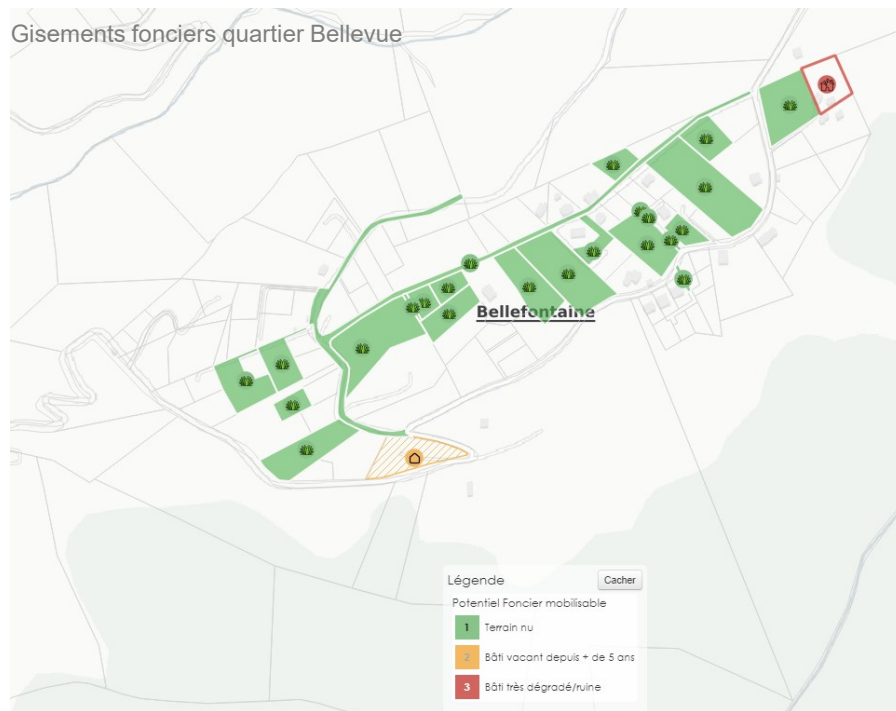 Gisements fonciers quartier Bellevue
Bellefontaine
Légende
Cacher
Potentiel Foncier mobilisable
1 Terrain nu
2 Bâti vacant depuis + de 5 ans
3 Bâti très dégradé/ruine